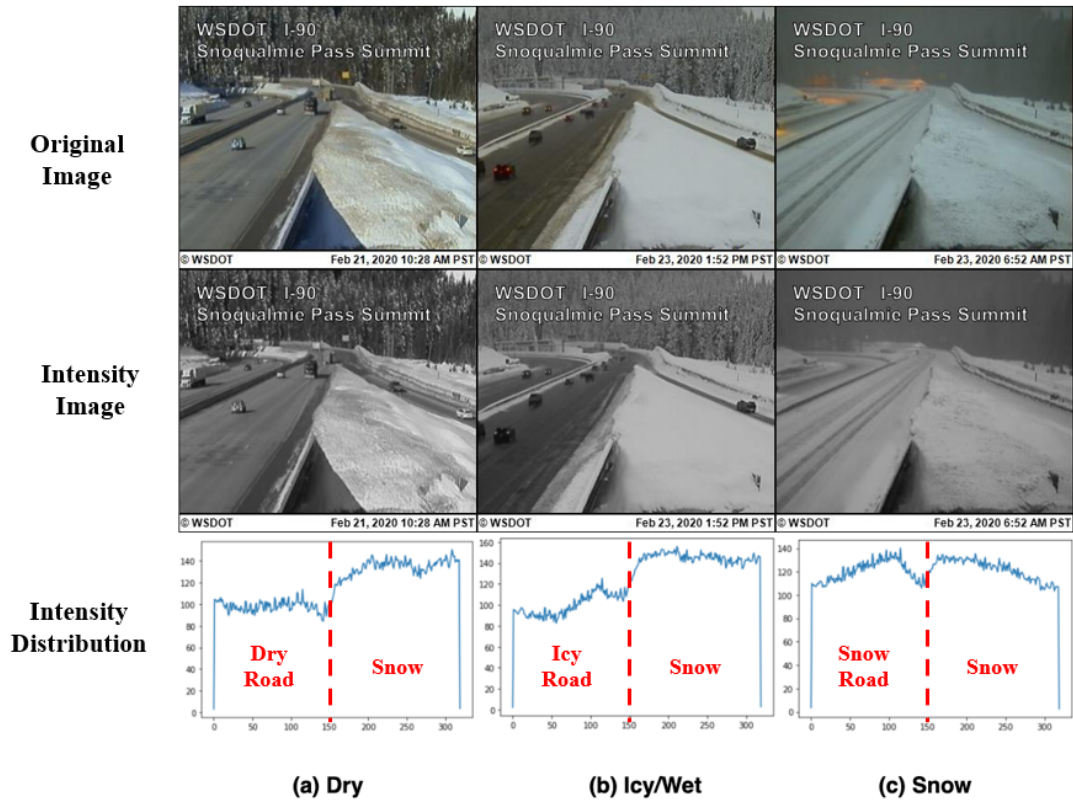 Original
Image
WSDOT I-90
Snoqualmie Pass Summit
© WSDOT Feb 21, 2020 10:28 AM PST
WSDOT I-90
Snoqualmie Pass Summit
© WSDOT Feb 23, 2020 1:52 PM PST
WSDOT I-90
Snoqualmie Pass Summit
© WSDOT Feb 23, 2020 6:52 AM PST
Intensity
Image
WSDOT I-90
Snoqualmie Pass Summit
© WSDOT Feb 21, 2020 10:28 AM PST
WSDOT I-90
Snoqualmie Pass Summit
© WSDOT Feb 23, 2020 1:52 PM PST
WSDOT I-90
Snoqualmie Pass Summit
© WSDOT Feb 23, 2020 6:52 AM PST
Intensity
Distribution
140
120
100
80
60
40
20
0
Dry
Road
Snow
0 50 100 150 200 250 300
160
140
120
100
80
60
40
20
0
Icy
Road
Snow
0 50 100 150 200 250 300
140
120
100
80
60
40
20
0
Snow
Road
Snow
0 50 100 150 200 250 300
(a) Dry
(b) Icy/Wet
(c) Snow